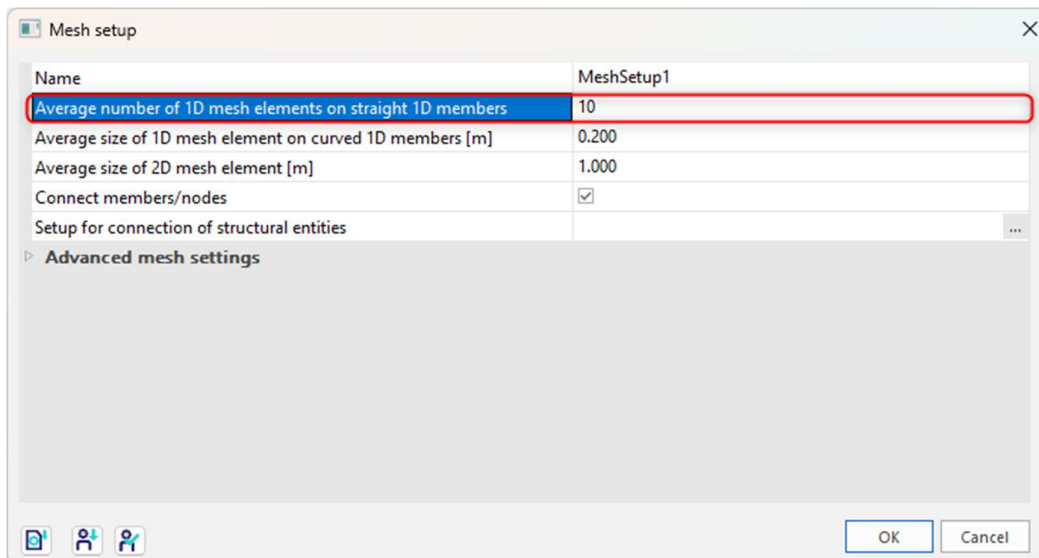 Mesh setup
Name MeshSetup1
Average number of 1D mesh elements on straight 1D members 10
Average size of 1D mesh element on curved 1D members [m] 0.200
Average size of 2D mesh element [m] 1.000
Connect members/nodes
Setup for connection of structural entities ...
Advanced mesh settings
OK Cancel